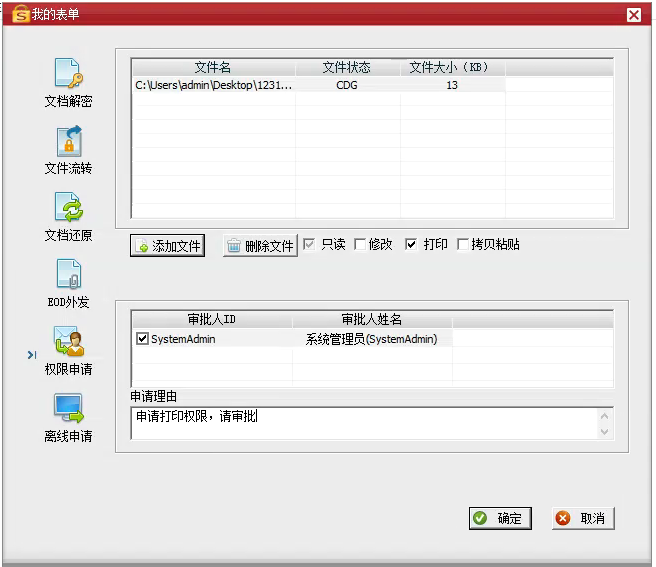 我的表单
文档解密
文件流转
文档还原
EOD外发
权限申请
离线申请
文件名 文件状态 文件大小（KB）
C:\Users\admin\Desktop\1231... CDG 13
添加文件 删除文件 只读 修改 打印 拷贝粘贴
审批人ID 审批人姓名
SystemAdmin 系统管理员(SystemAdmin)
申请理由
申请打印权限，请审批
确定 取消